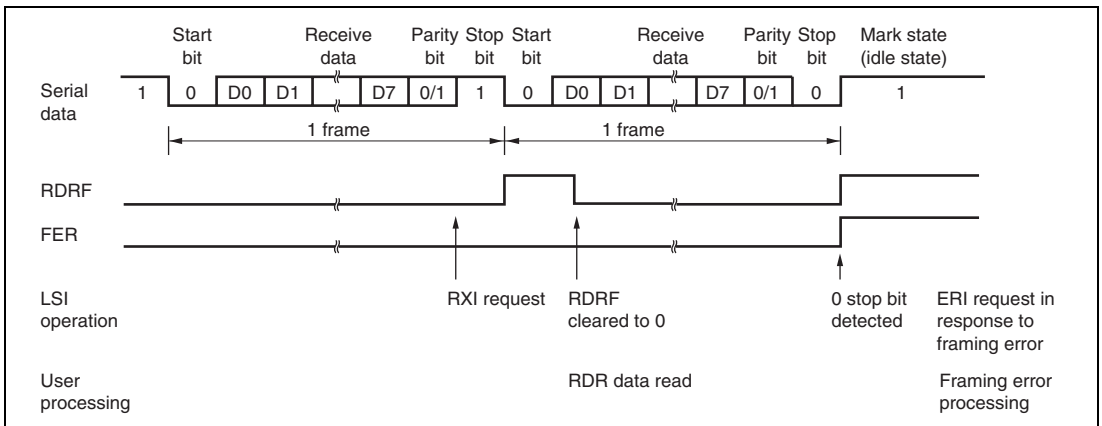 Start bit Receive data Parity bit Stop bit Start bit Receive data Parity bit Stop bit Mark state (idle state)
Serial data 1 0 D0 D1 D7 0/1 1 0 D0 D1 D7 0/1 0 1
1 frame 1 frame
RDRF
FER
LSI operation RXI request RDRF cleared to 0 0 stop bit detected ERI request in response to framing error
User processing RDR data read Framing error processing